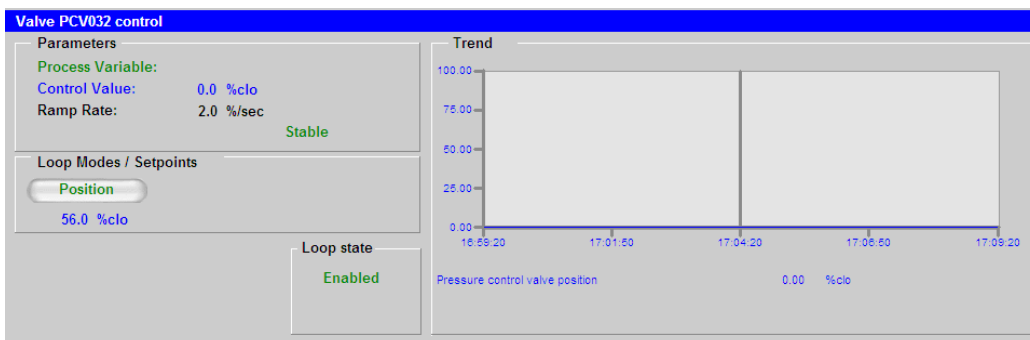 Valve PCV032 control
Parameters
Process Variable:
Control Value: 0.0 %clo
Ramp Rate: 2.0 %/sec
Stable
Loop Modes / Setpoints
Position
56.0 %clo
Loop state
Enabled
Trend
100.00
75.00
50.00
25.00
0.00
16:59:20 17:01:50 17:04:20 17:06:50 17:09:20
Pressure control valve position 0.00 %clo